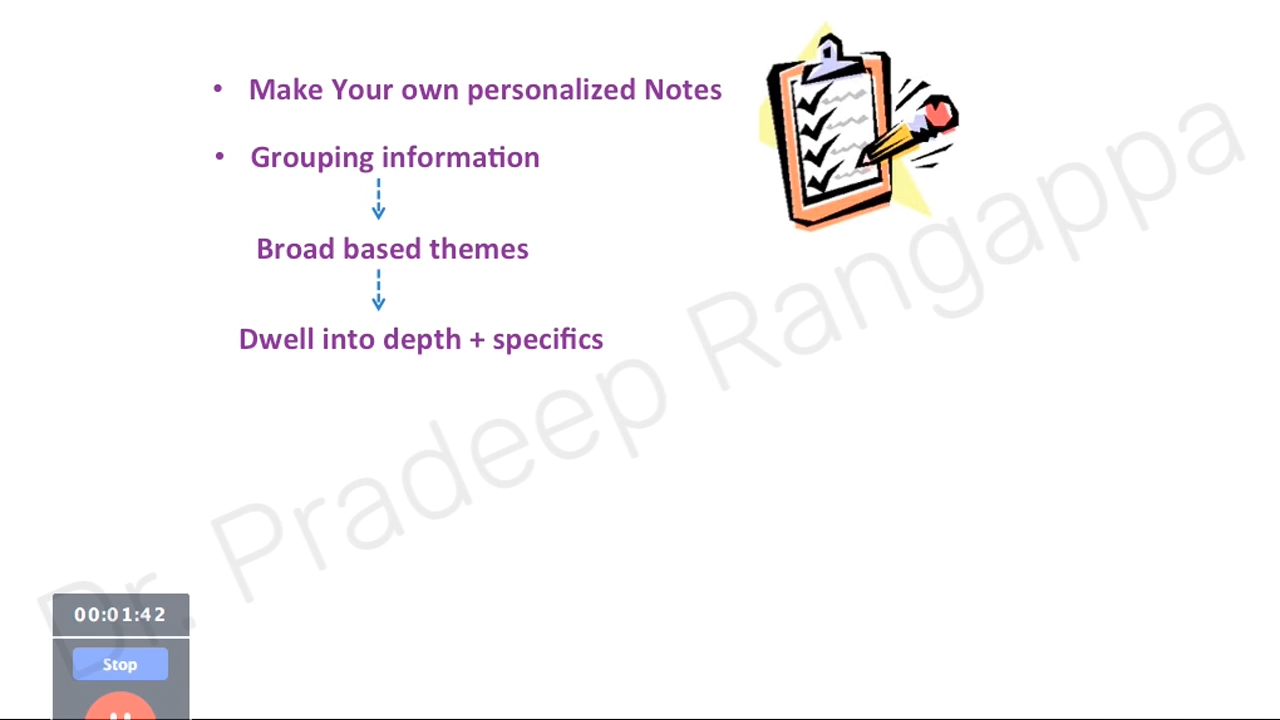 • Make Your own personalized Notes
• Grouping information
Broad based themes
Dwell into depth + specifics
Dr. Pradeep Rangappa
00:01:42
Stop